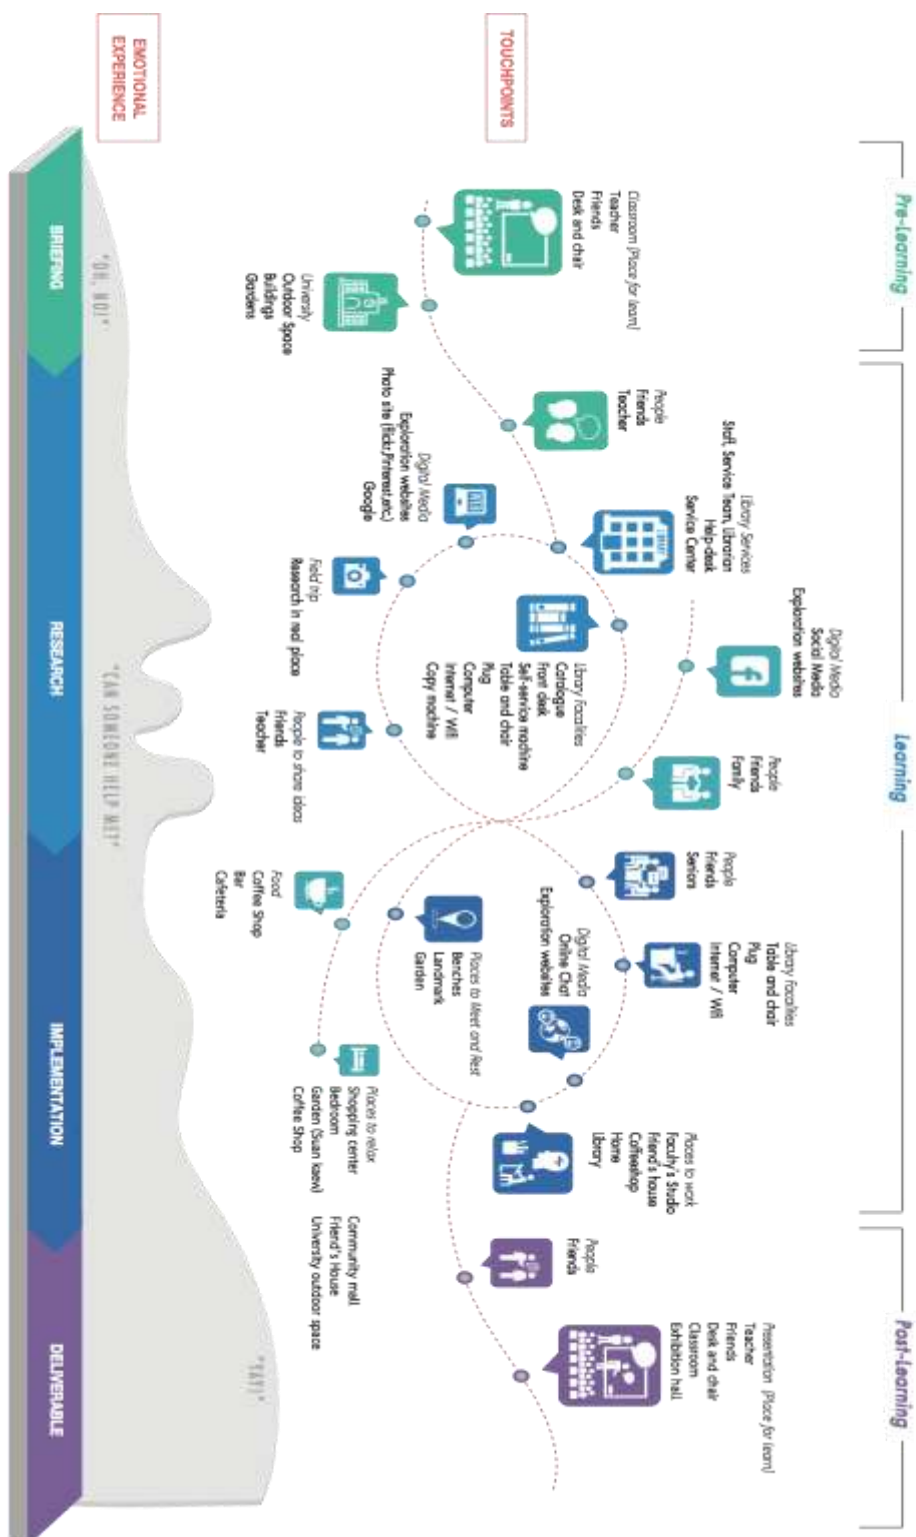 Pre-Learning
Learning
Post-Learning
TOUCHPOINTS
Classroom (Place for learn)
Teacher
Friends
Desk and chair
University
Outdoor Space
Buildings
Gardens
People
Friends
Teacher
Library Services
Staff, Service Team, Librarian
Help-desk
Service Center
Digital Media
Exploration websites
Photo site (flickr,Pinterest,etc.)
Google
Field trip
Research in real place
Library Facalities
Catalogue
Front desk
Self-service machine
Table and chair
Plug
Computer
Internet / Wifi
Copy machine
People to share ideas
Friends
Teacher
Digital Media
Social Media
Exploration websites
People
Friends
Family
People
Friends
Seniors
Library Facalities
Table and chair
Plug
Computer
Internet / Wifi
Digital Media
Online Chat
Exploration websites
Places to Meet and Rest
Benches
Landmark
Garden
Food
Coffee Shop
Bar
Cafeteria
Places to relax
Shopping center
Bedroom
Garden (Suan kaew)
Coffee Shop
Community mall
Friend's House
University outdoor space
Places to work
Faculty's Studio
Friend's house
Coffeeshop
Home
Library
People
Friends
Presentation (Place for learn)
Teacher
Friends
Desk and chair
Classroom
Exhibition hall
EMOTIONAL
EXPERIENCE
"OH, NO!"
"CAN SOMEONE HELP ME?"
"YAY!"
BRIEFING
RESEARCH
IMPLEMENTATION
DELIVERABLE